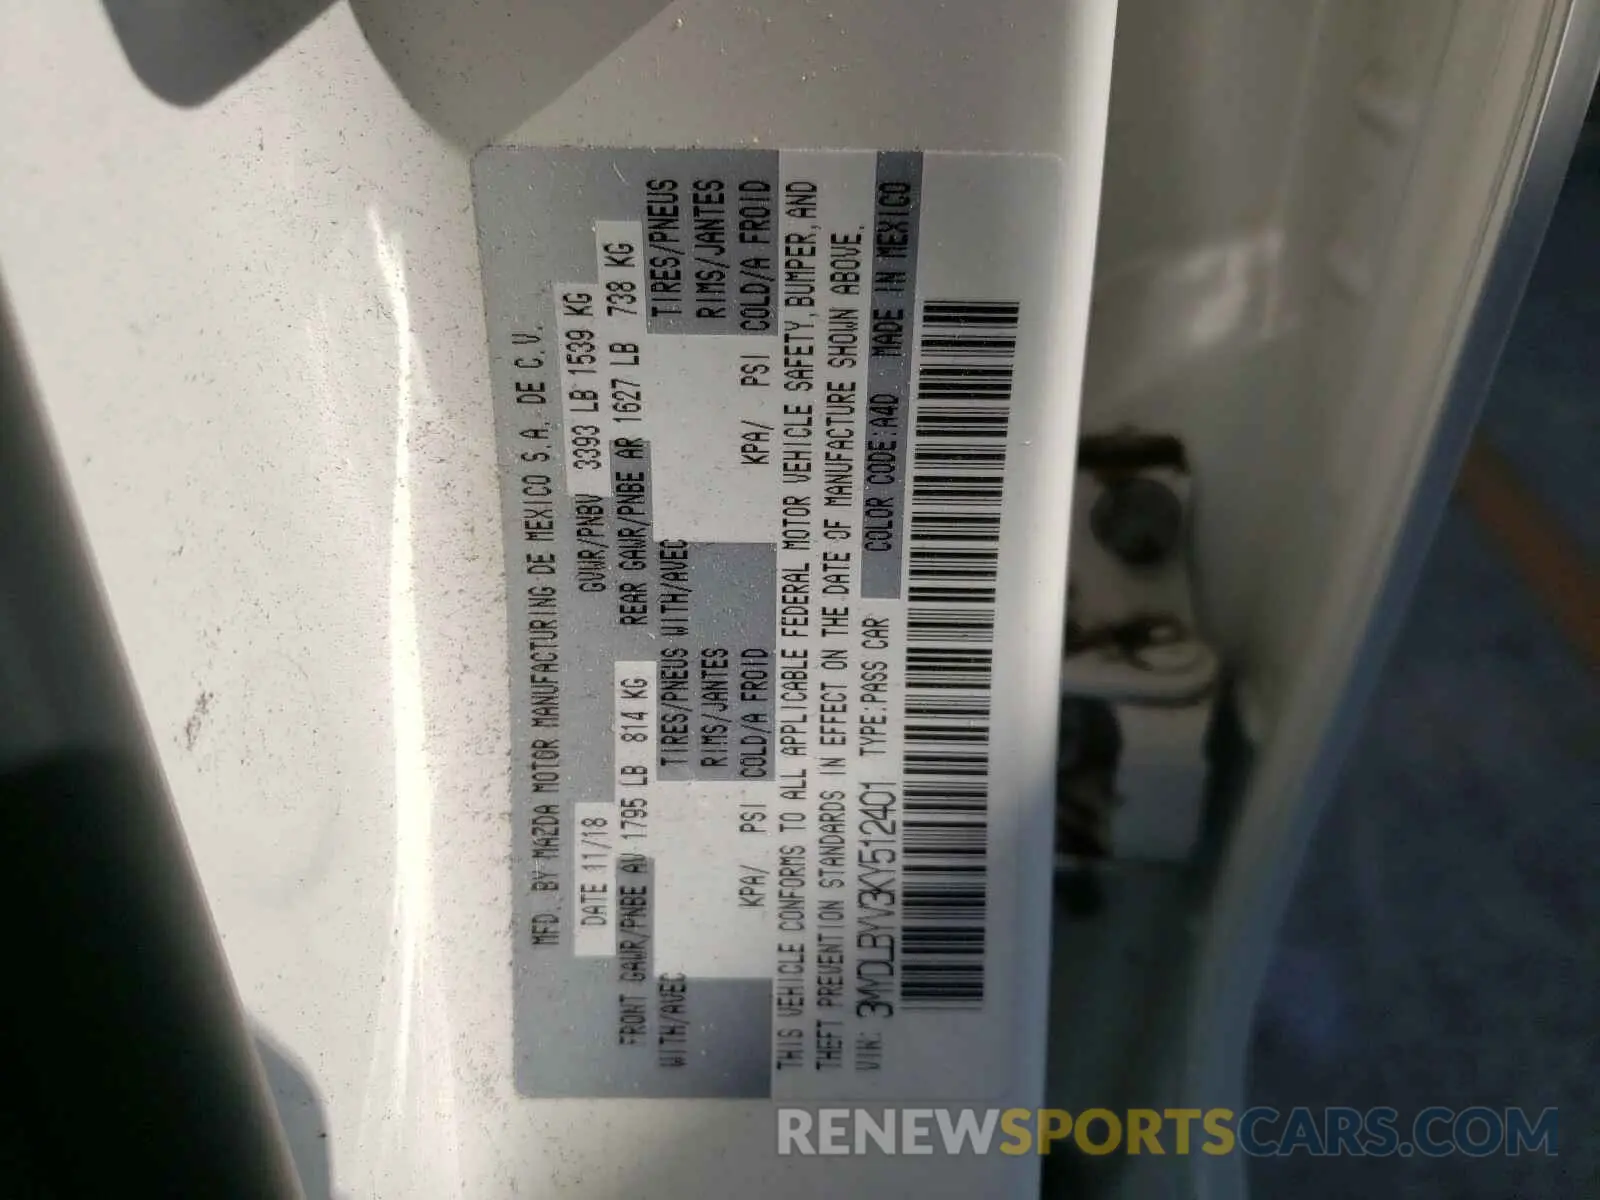 MFD. BY MAZDA MOTOR MANUFACTURING DE MEXICO S.A. DE C.V.
DATE 11/18 GVWR/PNBV 3393 LB 1539 KG
FRONT GAWR/PNBE AV 1795 LB 814 KG REAR GAWR/PNBE AR 1627 LB 738 KG
WITH/AVEC TIRES/PNEUS WITH/AVEC TIRES/PNEUS
RIMS/JANTES RIMS/JANTES
KPA/ PSI COLD/A FROID KPA/ PSI COLD/A FROID
THIS VEHICLE CONFORMS TO ALL APPLICABLE FEDERAL MOTOR VEHICLE SAFETY, BUMPER, AND
THEFT PREVENTION STANDARDS IN EFFECT ON THE DATE OF MANUFACTURE SHOWN ABOVE.
VIN: 3MYDLBYV3KY512401 TYPE:PASS CAR COLOR CODE:A4D MADE IN MEXICO
RENEWSPORTSCARS.COM